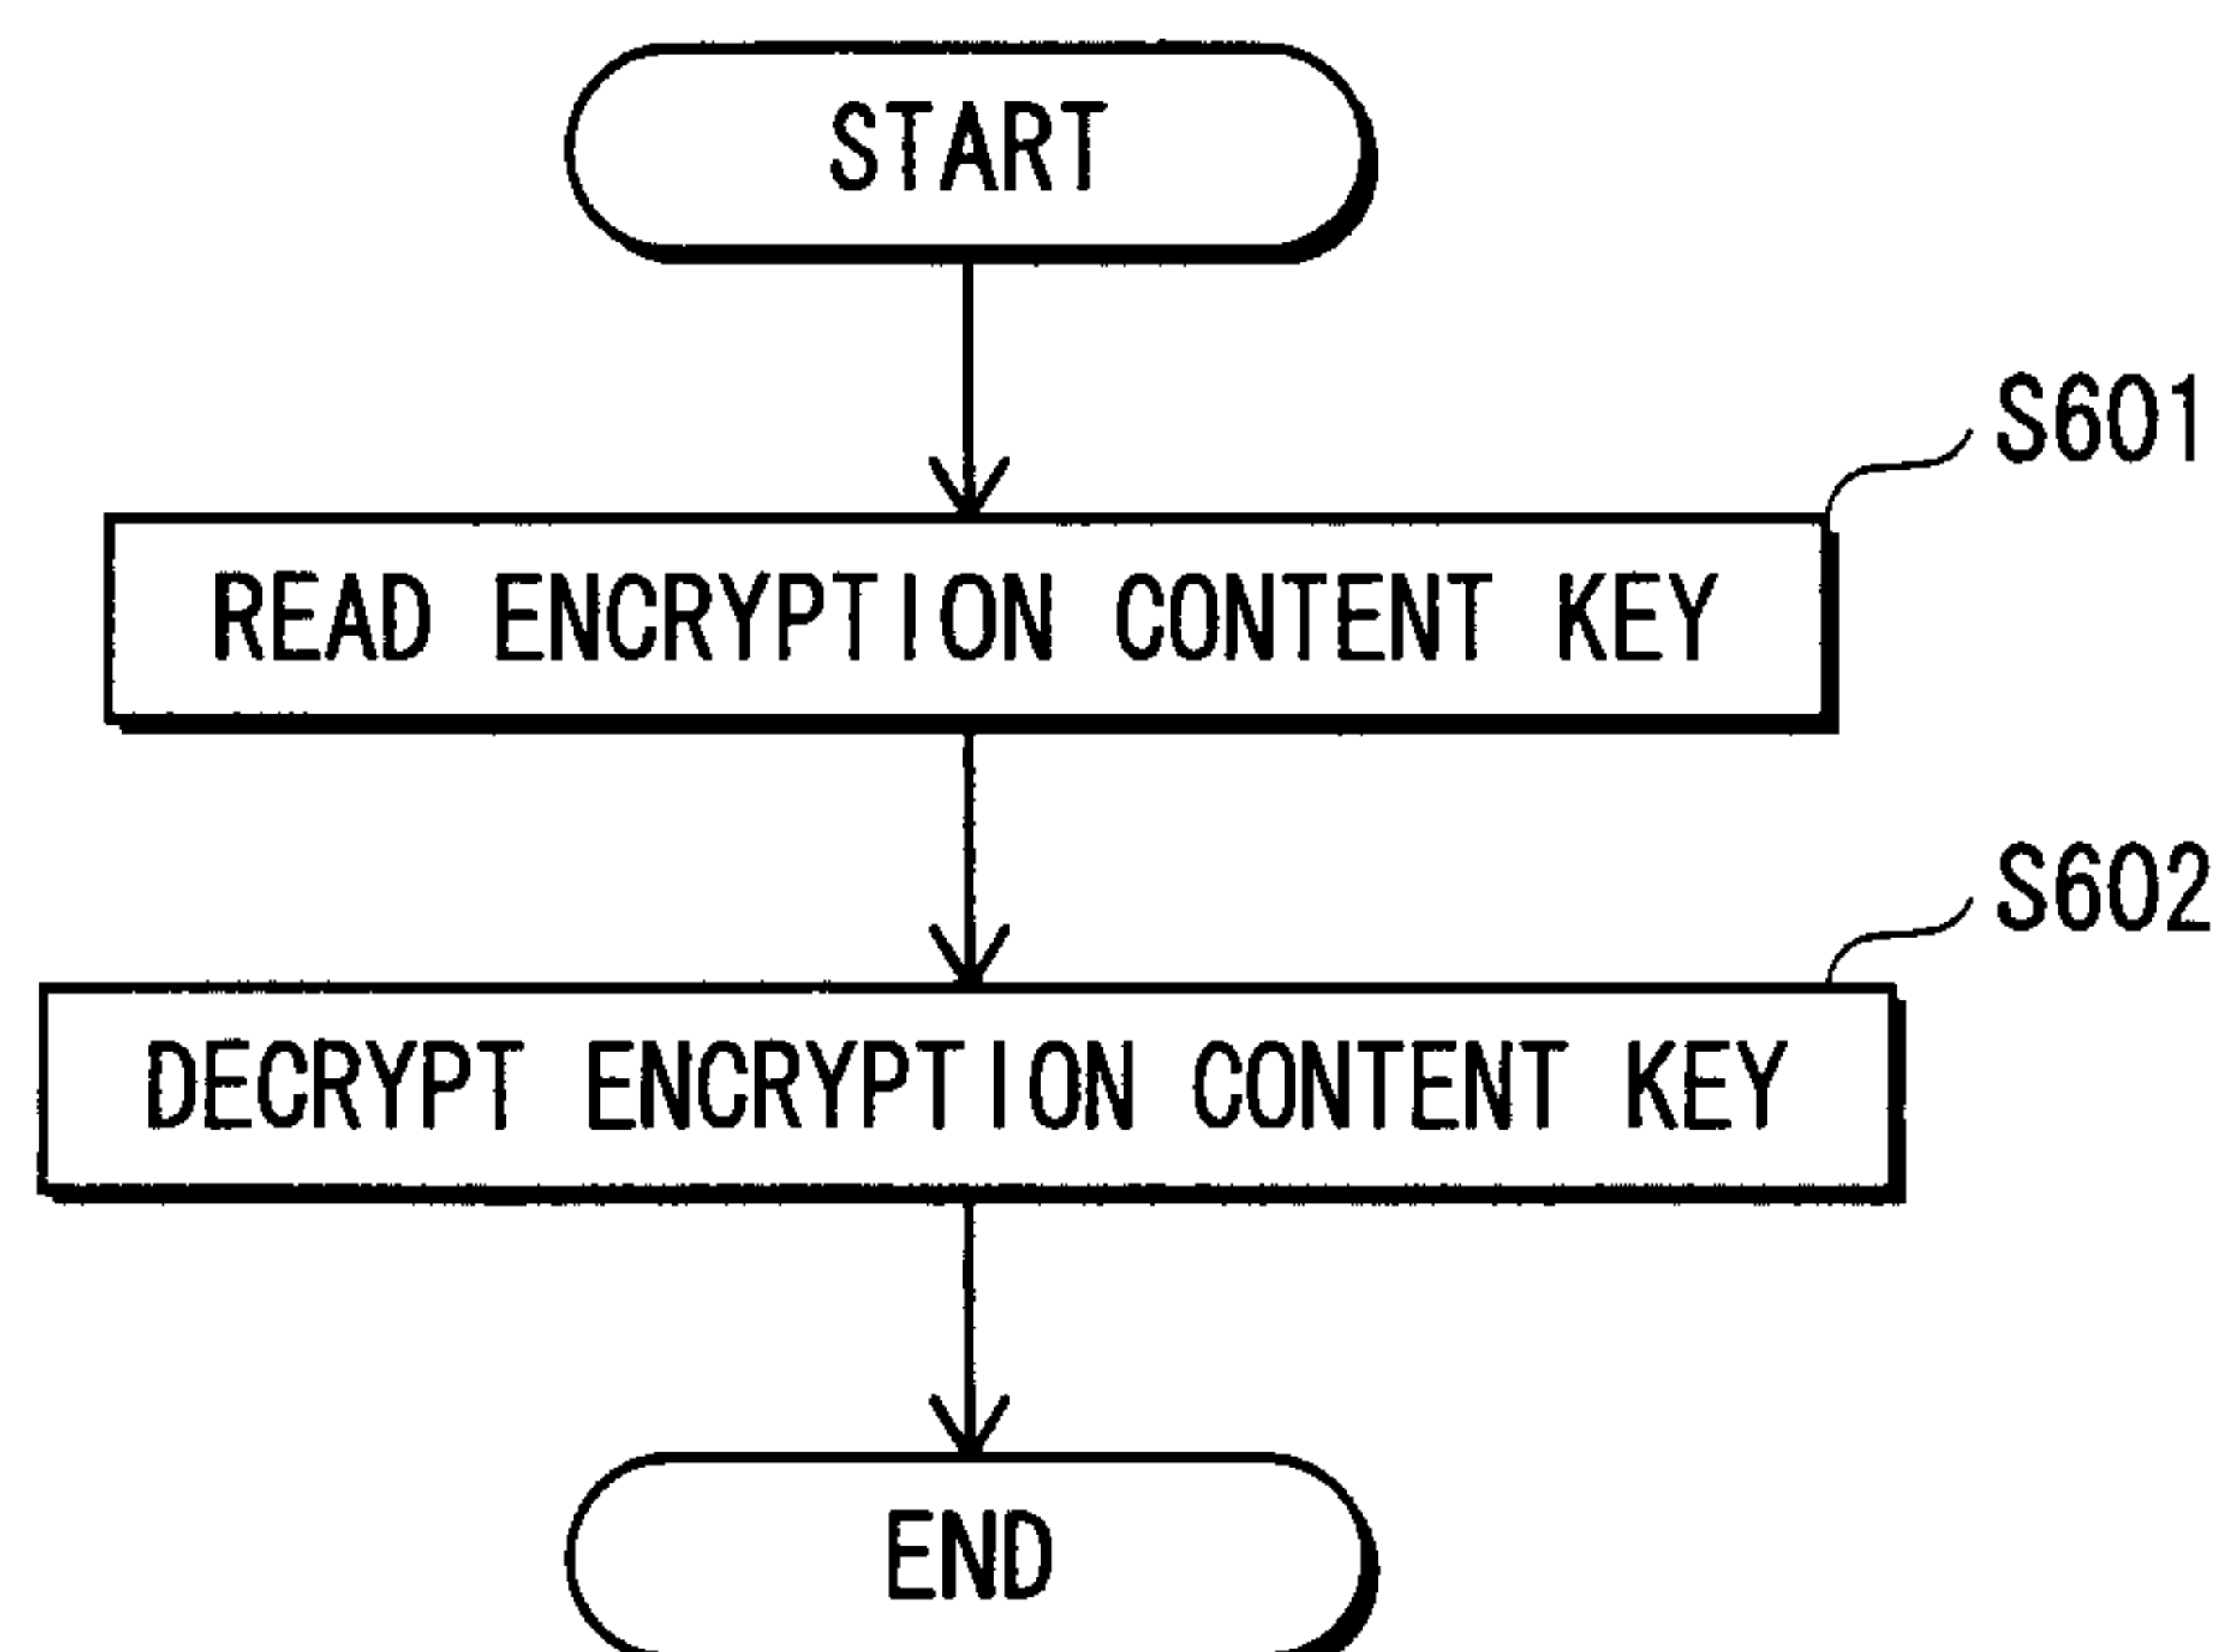 START
S601
READ ENCRYPTION CONTENT KEY
S602
DECRYPT ENCRYPTION CONTENT KEY
END